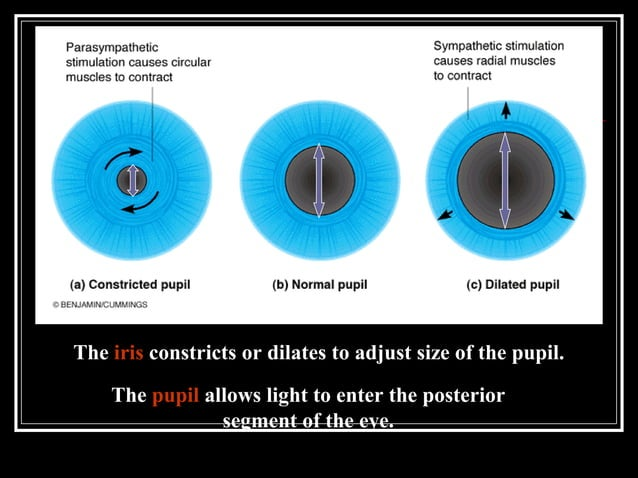 Parasympathetic
stimulation causes circular
muscles to contract
Sympathetic stimulation
causes radial muscles
to contract
(a) Constricted pupil
(b) Normal pupil
(c) Dilated pupil
© BENJAMIN/CUMMINGS
The iris constricts or dilates to adjust size of the pupil.
The pupil allows light to enter the posterior
segment of the eye.